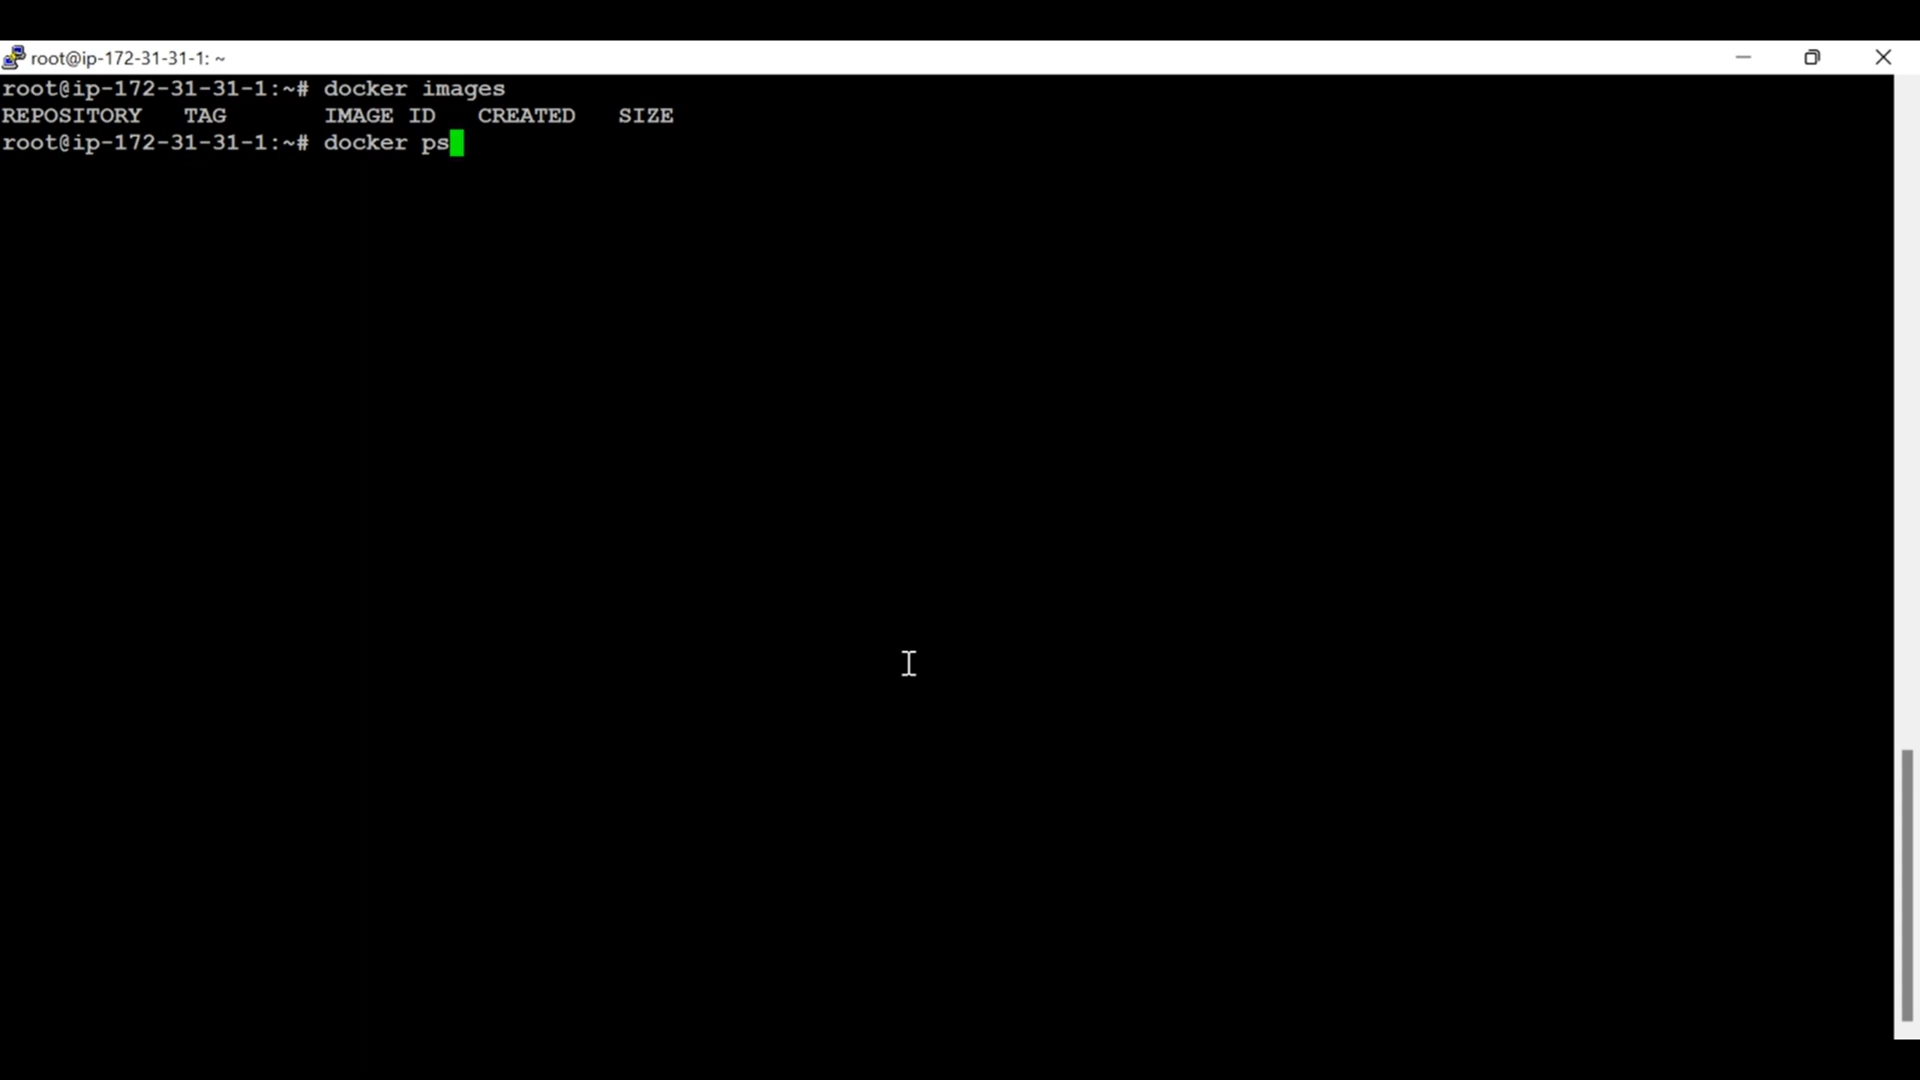 root@ip-172-31-31-1: ~
root@ip-172-31-31-1:~# docker images
REPOSITORY   TAG       IMAGE ID   CREATED   SIZE
root@ip-172-31-31-1:~# docker ps